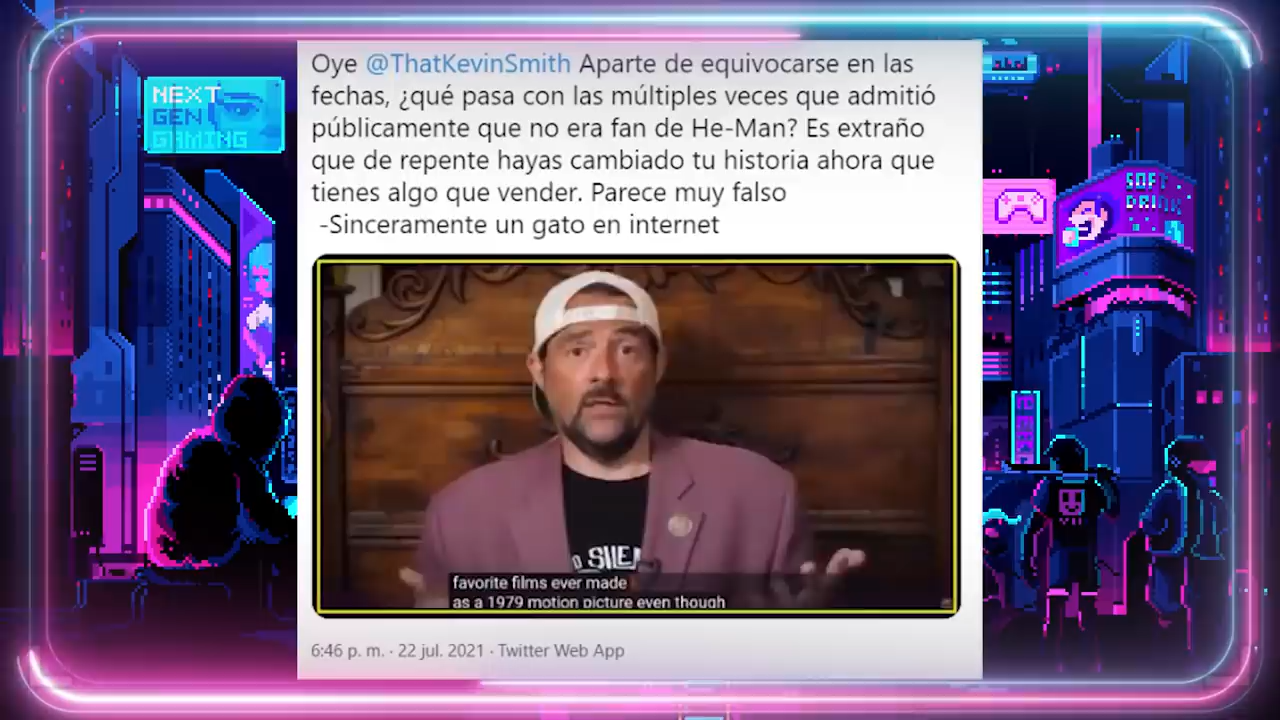 Oye @ThatKevinSmith Aparte de equivocarse en las
fechas, ¿qué pasa con las múltiples veces que admitió
públicamente que no era fan de He-Man? Es extraño
que de repente hayas cambiado tu historia ahora que
tienes algo que vender. Parece muy falso
-Sinceramente un gato en internet
NEXT
GEN
GAMING
SOFT
DRINK
favorite films ever made
as a 1979 motion picture even though
6:46 p. m. · 22 jul. 2021 · Twitter Web App